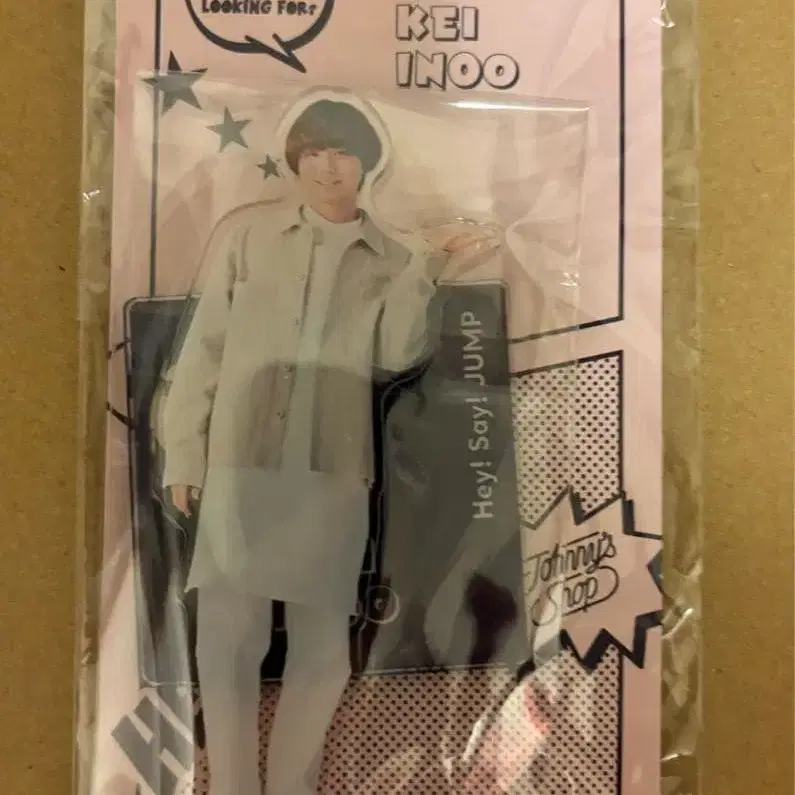 LOOKING FOR?
KEI
INOO
Hey! Say! JUMP
Johnny's
Shop
H